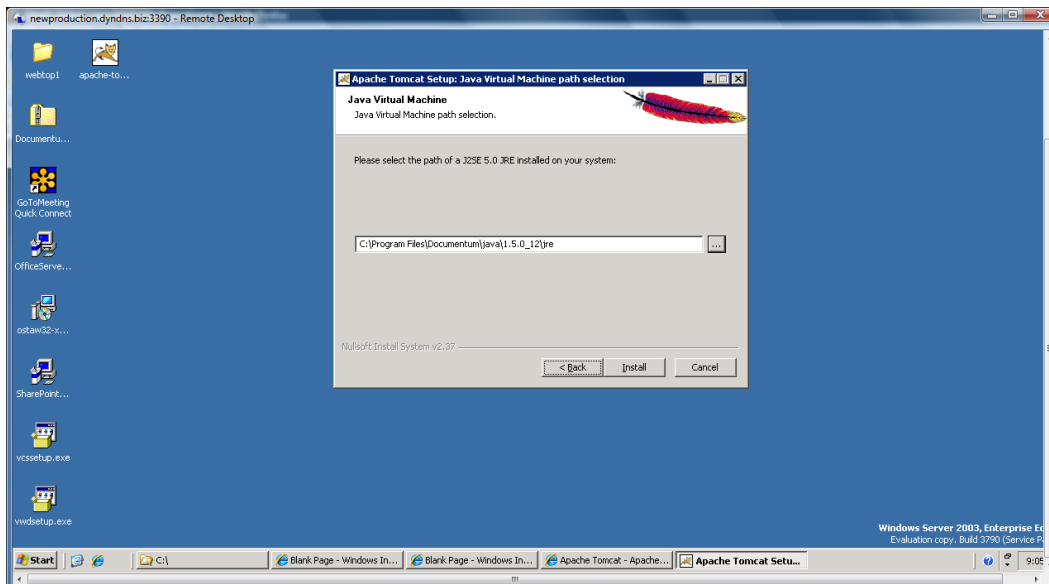 newproduction.dyndns.biz:3390 - Remote Desktop
webtop1
apache-to...
Documentu...
GoToMeeting
Quick Connect
OfficeServe...
ostaw32-x...
SharePoint...
vcssetup.exe
vwdsetup.exe
Apache Tomcat Setup: Java Virtual Machine path selection
Java Virtual Machine
Java Virtual Machine path selection.
Please select the path of a J2SE 5.0 JRE installed on your system:
C:\Program Files\Documentum\java\1.5.0_12\jre
...
Nullsoft Install System v2.37
< Back
Install
Cancel
Windows Server 2003, Enterprise Ed
Evaluation copy. Build 3790 (Service P
Start
C:\
Blank Page - Windows In...
Blank Page - Windows In...
Apache Tomcat - Apache...
Apache Tomcat Setu...
9:05